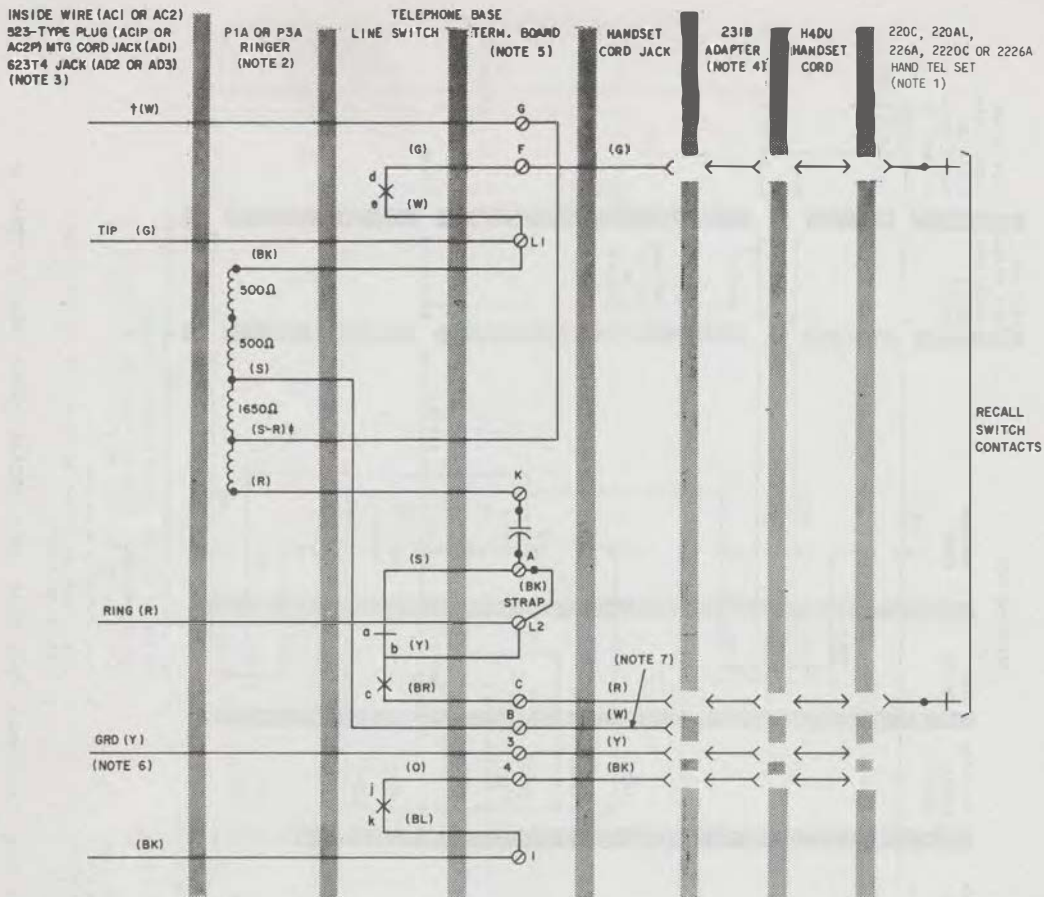 INSIDE WIRE (AC1 OR AC2)
523-TYPE PLUG (AC1P OR
AC2P) MTG CORD JACK (AD1)
623T4 JACK (AD2 OR AD3)
(NOTE 3)
P1A OR P3A
RINGER
(NOTE 2)
TELEPHONE BASE
LINE SWITCH TERM. BOARD
(NOTE 5)
HANDSET
CORD JACK
231B
ADAPTER
(NOTE 4)
H4DU
HANDSET
CORD
220C, 220AL,
226A, 2220C OR 2226A
HAND TEL SET
(NOTE 1)
†(W)
G
(G)
F
(G)
d
e
(W)
TIP (G)
L1
(BK)
500Ω
500Ω
(S)
1650Ω
(S-R)‡
(R)
K
RECALL
SWITCH
CONTACTS
(S)
A
(BK)
STRAP
RING (R)
L2
a
b
(Y)
(NOTE 7)
c
(BR)
C
(R)
B
(W)
GRD (Y)
3
(Y)
(NOTE 6)
(O)
4
(BK)
j
k
(BL)
(BK)
1